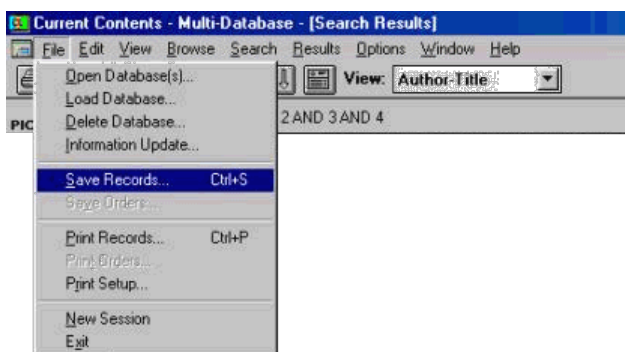 Current Contents - Multi-Database - [Search Results]
File Edit View Browse Search Results Options Window Help
View: Author-Title
Open Database(s)...
Load Database...
Delete Database...
Information Update...
PIC
2 AND 3 AND 4
Save Records... Ctrl+S
Save Orders...
Print Records... Ctrl+P
Print Orders...
Print Setup...
New Session
Exit